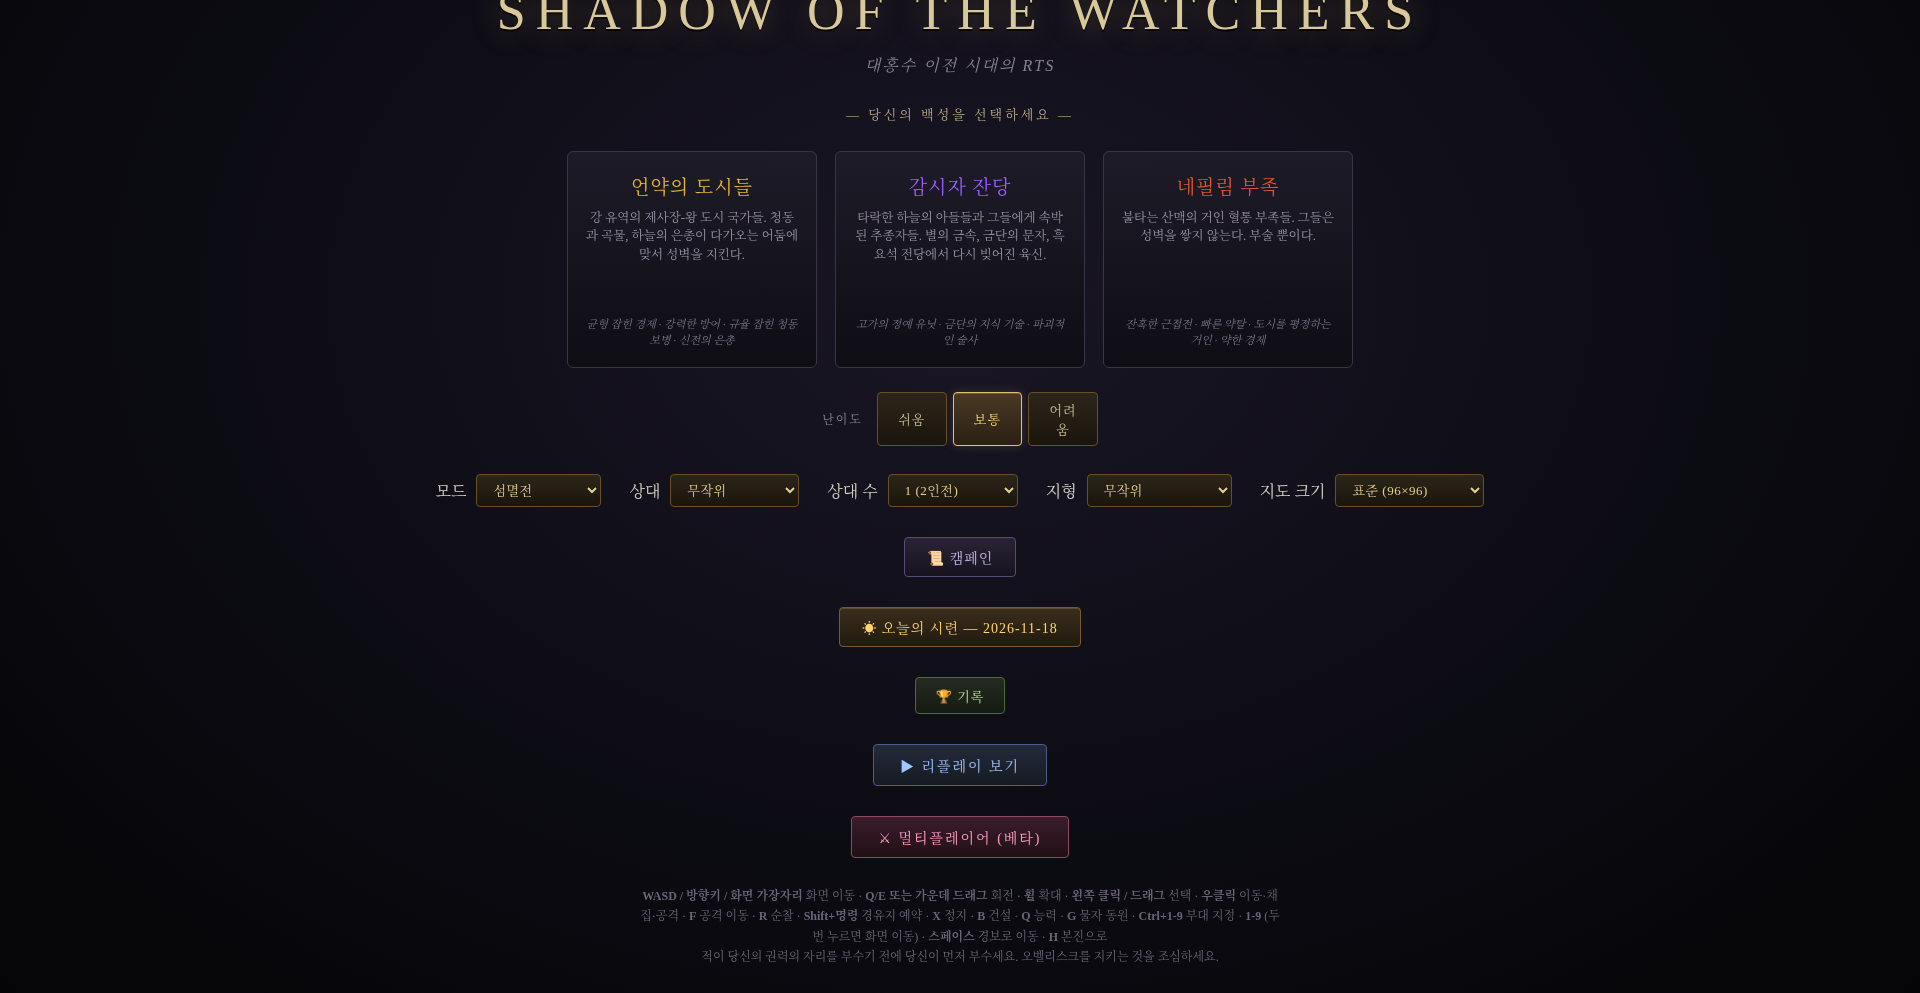 SHADOW OF THE WATCHERS
대홍수 이전 시대의 RTS
— 당신의 백성을 선택하세요 —
언약의 도시들
강 유역의 제사장-왕 도시 국가들. 청동
과 곡물, 하늘의 은총이 다가오는 어둠에
맞서 성벽을 지킨다.
균형 잡힌 경제 · 강력한 방어 · 규율 잡힌 청동
보병 · 신전의 은총
감시자 잔당
타락한 하늘의 아들들과 그들에게 속박
된 추종자들. 별의 금속, 금단의 문자, 흑
요석 전당에서 다시 빚어진 육신.
고가의 정예 유닛 · 금단의 지식 기술 · 파괴적
인 술사
네필림 부족
불타는 산맥의 거인 혈통 부족들. 그들은
성벽을 쌓지 않는다. 부술 뿐이다.
잔혹한 근접전 · 빠른 약탈 · 도시를 평정하는
거인 · 약한 경제
난이도 쉬움 보통 어려
움
모드 섬멸전 상대 무작위 상대 수 1 (2인전) 지형 무작위 지도 크기 표준 (96×96)
📜 캠페인
☀ 오늘의 시련 — 2026-11-18
🏆 기록
▶ 리플레이 보기
⚔ 멀티플레이어 (베타)
WASD / 방향키 / 화면 가장자리 화면 이동 · Q/E 또는 가운데 드래그 회전 · 휠 확대 · 왼쪽 클릭 / 드래그 선택 · 우클릭 이동·채
집·공격 · F 공격 이동 · R 순찰 · Shift+명령 경유지 예약 · X 정지 · B 건설 · Q 능력 · G 물자 동원 · Ctrl+1-9 부대 지정 · 1-9 (두
번 누르면 화면 이동) · 스페이스 경보로 이동 · H 본진으로
적이 당신의 권력의 자리를 부수기 전에 당신이 먼저 부수세요. 오벨리스크를 지키는 것을 조심하세요.